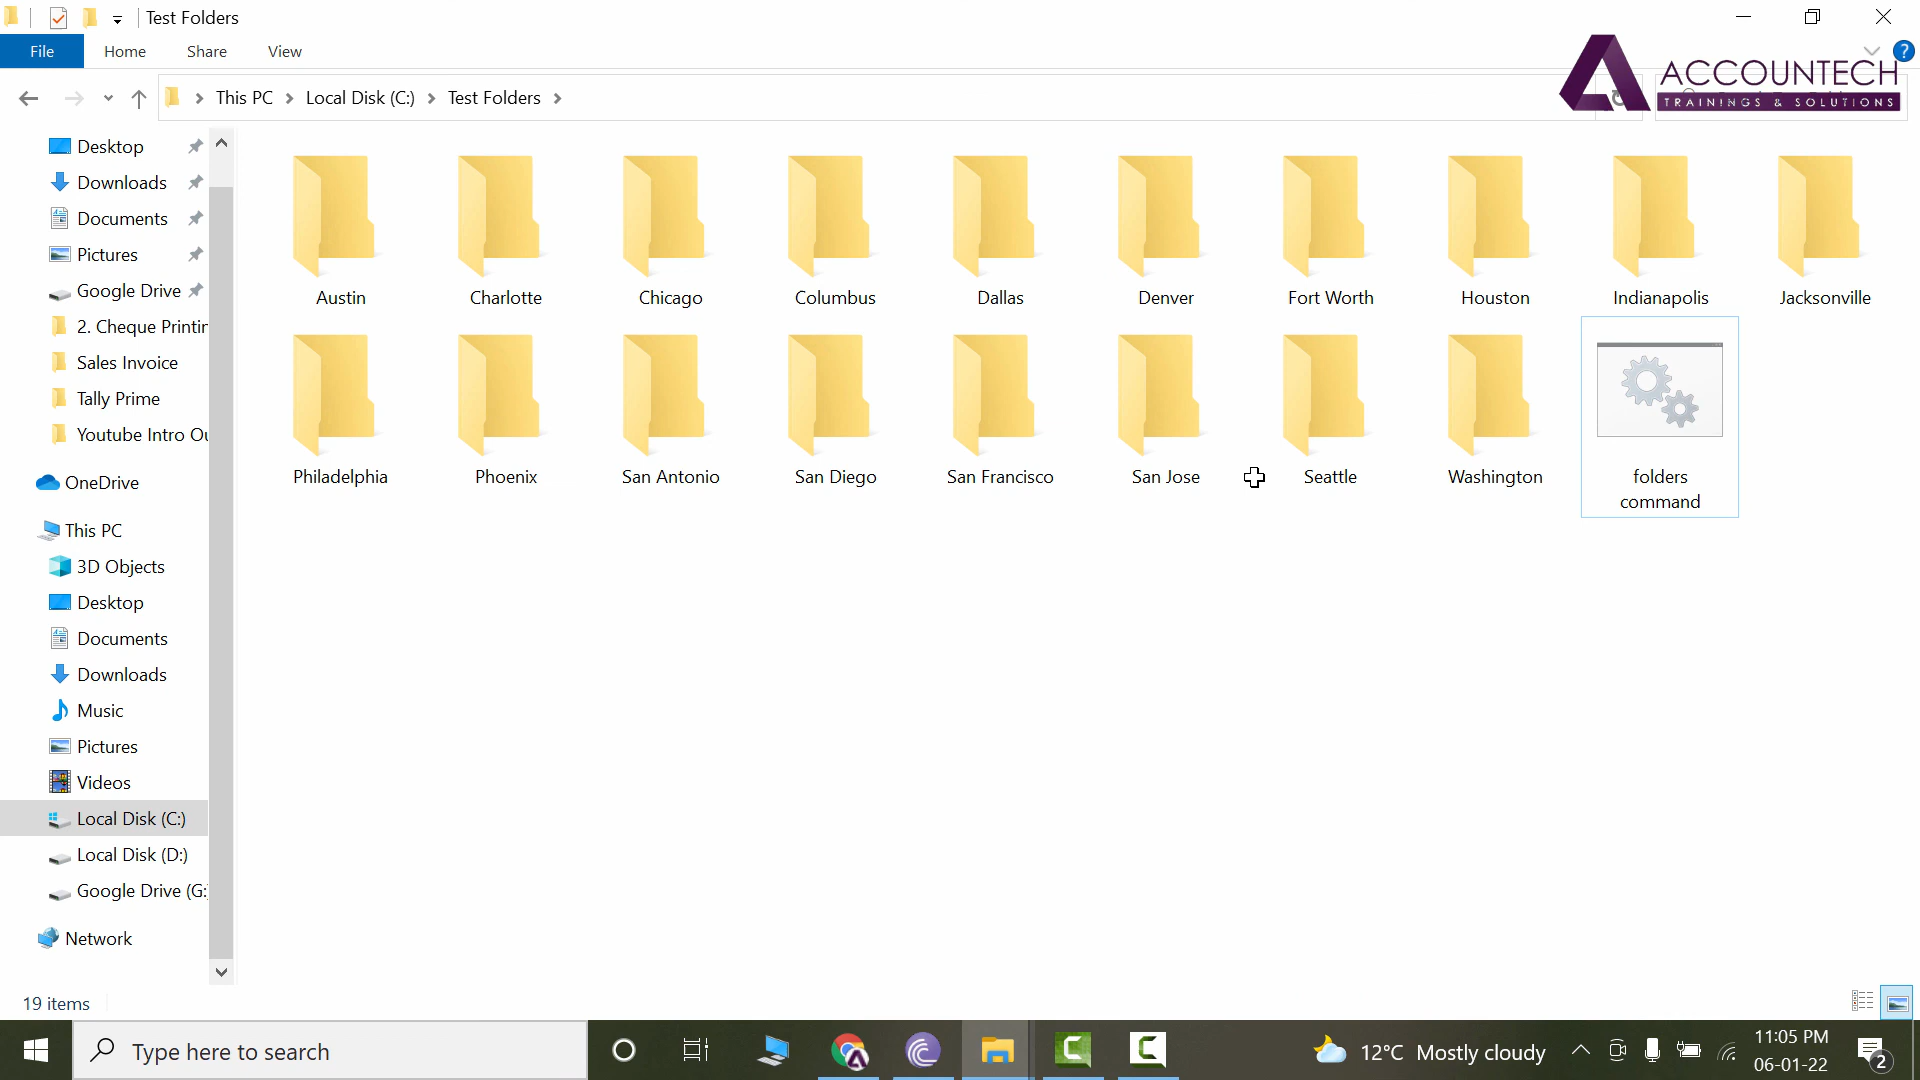 Test Folders
File Home Share View
ACCOUNTECH
TRAININGS & SOLUTIONS
This PC Local Disk (C:) Test Folders
Desktop
Downloads
Documents
Pictures
Google Drive
2. Cheque Printin
Sales Invoice
Tally Prime
Youtube Intro Ou
OneDrive
This PC
3D Objects
Desktop
Documents
Downloads
Music
Pictures
Videos
Local Disk (C:)
Local Disk (D:)
Google Drive (G:)
Network
Austin Charlotte Chicago Columbus Dallas Denver Fort Worth Houston Indianapolis Jacksonville
Philadelphia Phoenix San Antonio San Diego San Francisco San Jose Seattle Washington folders
command
19 items
Type here to search
12°C Mostly cloudy
11:05 PM
06-01-22
2